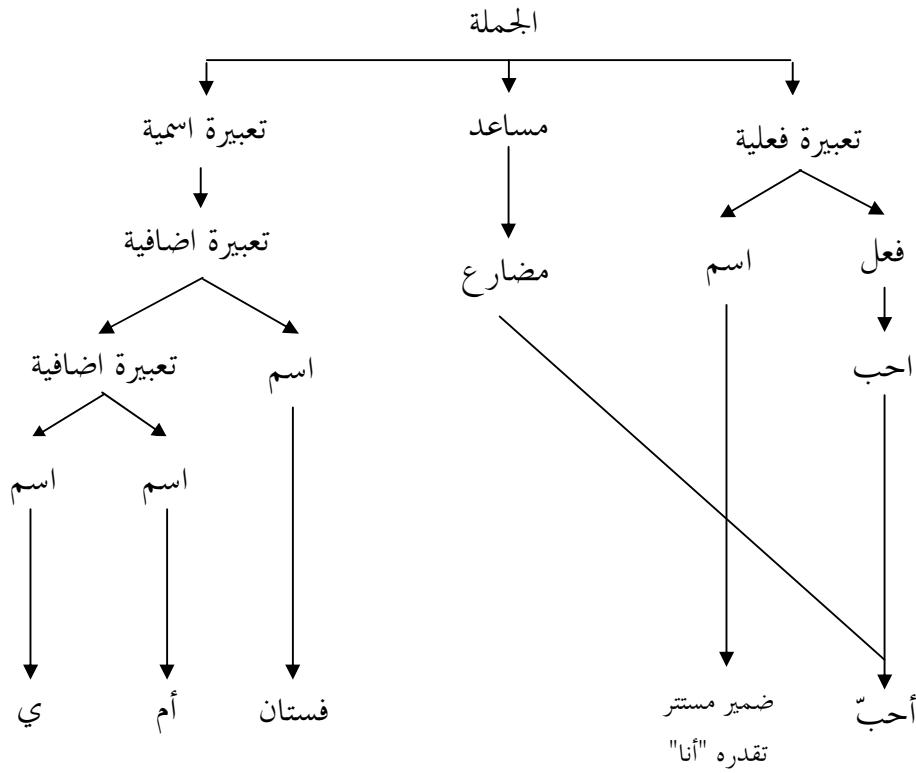 الجملة
تعبيرة فعلية
مساعد
تعبيرة اسمية
فعل
اسم
مضارع
تعبيرة اضافية
احب
اسم
تعبيرة اضافية
اسم
اسم
أحبّ
ضمير مستتر
تقدره "أنا"
فستان
أم
ي